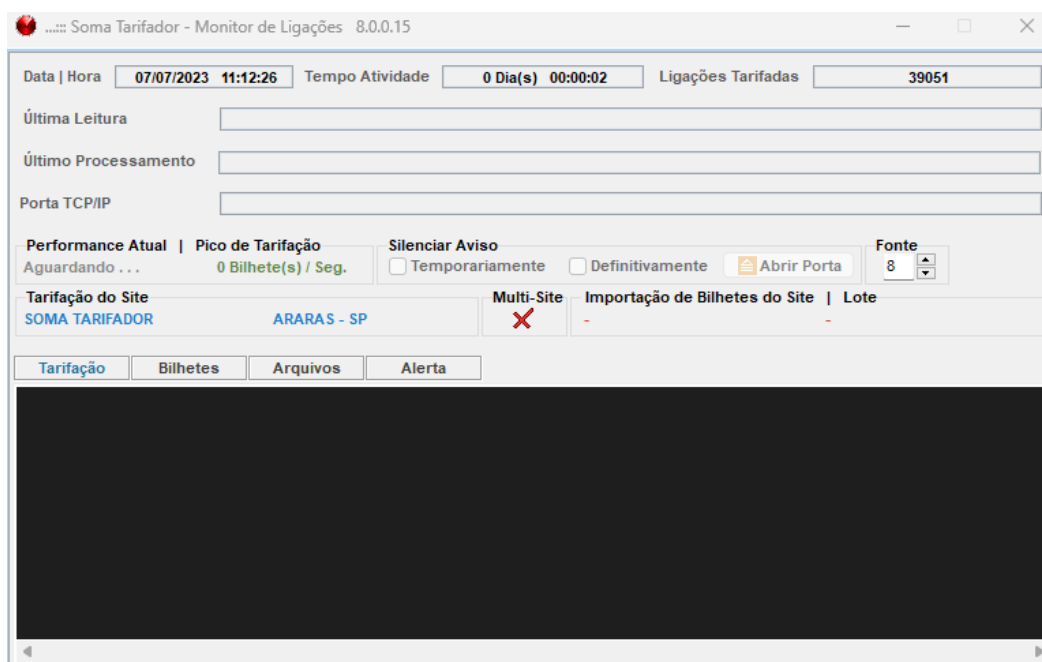 ...::: Soma Tarifador - Monitor de Ligações 8.0.0.15
Data | Hora 07/07/2023 11:12:26 Tempo Atividade 0 Dia(s) 00:00:02 Ligações Tarifadas 39051
Última Leitura
Último Processamento
Porta TCP/IP
Performance Atual | Pico de Tarifação Silenciar Aviso Fonte
Aguardando . . . 0 Bilhete(s) / Seg. Temporariamente Definitivamente Abrir Porta 8
Tarifação do Site Multi-Site Importação de Bilhetes do Site | Lote
SOMA TARIFADOR ARARAS - SP - -
Tarifação Bilhetes Arquivos Alerta